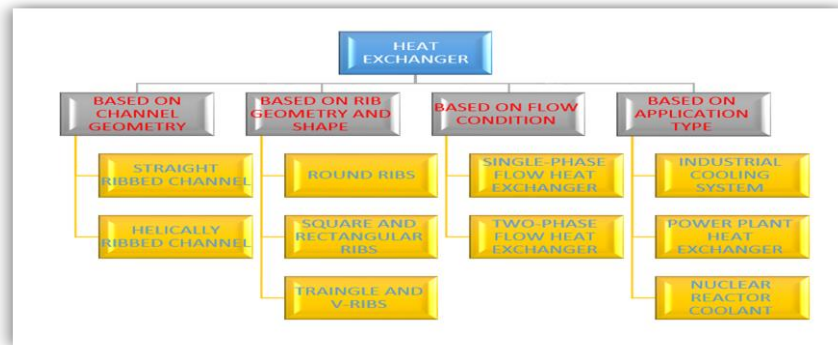 HEAT
EXCHANGER
BASED ON
CHANNEL
GEOMETRY
STRAIGHT
RIBBED CHANNEL
HELICALLY
RIBBED CHANNEL
BASED ON RIB
GEOMETRY AND
SHAPE
ROUND RIBS
SQUARE AND
RECTANGULAR
RIBS
TRAINGLE AND
V-RIBS
BASED ON FLOW
CONDITION
SINGLE-PHASE
FLOW HEAT
EXCHANGER
TWO-PHASE
FLOW HEAT
EXCHANGER
BASED ON
APPLICATION
TYPE
INDUSTRIAL
COOLING
SYSTEM
POWER PLANT
HEAT
EXCHANGER
NUCLEAR
REACTOR
COOLANT